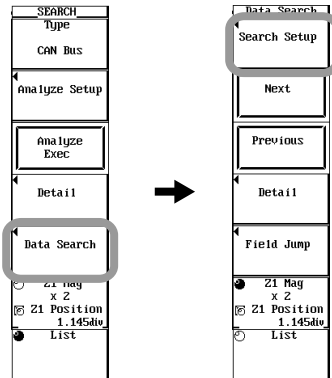 SEARCH
Type
CAN Bus
Analyze Setup
Analyze
Exec
Detail
Data Search
Z1 Mag
x 2
Z1 Position
1.145div
List
Data Search
Search Setup
Next
Previous
Detail
Field Jump
Z1 Mag
x 2
Z1 Position
1.145div
List